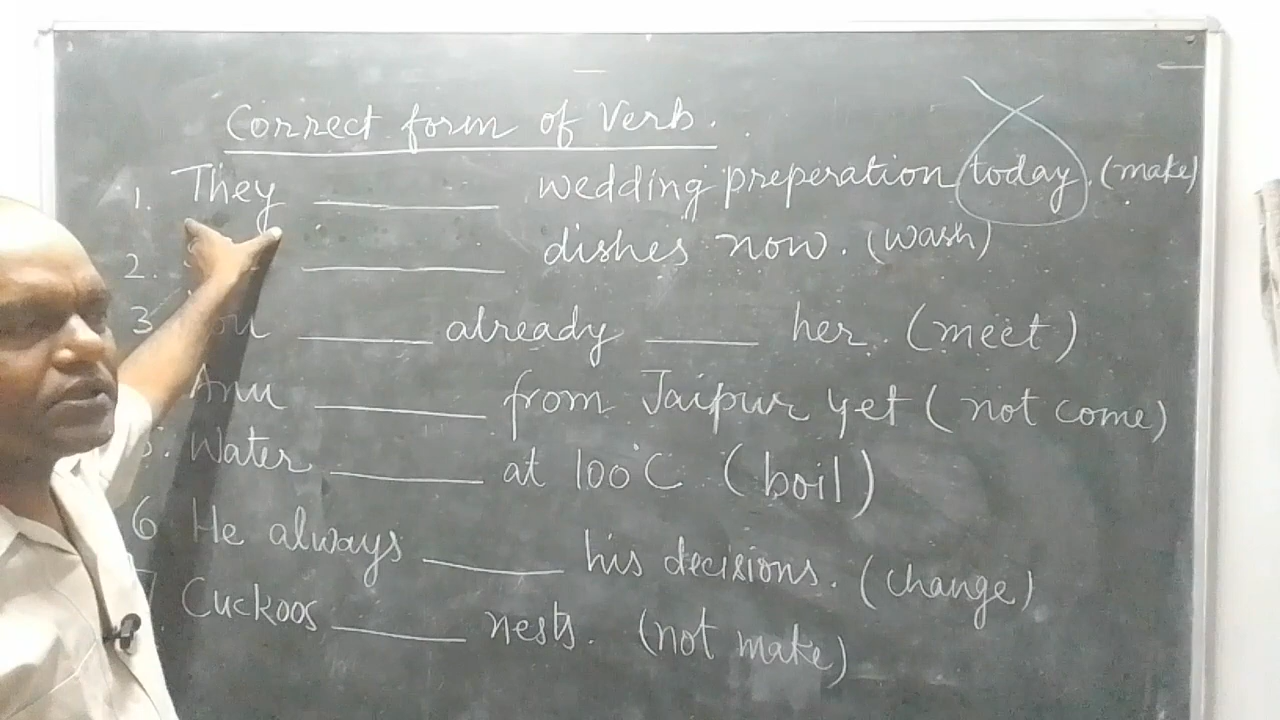 Correct form of Verb.
1. They ______ wedding preperation today. (make)
2. ______ dishes now. (wash)
3 ______ already ______ her. (meet)
Anu ______ from Jaipur yet (not come)
Water ______ at 100°C (boil)
6 He always ______ his decisions. (change)
Cuckoos ______ nests. (not make)